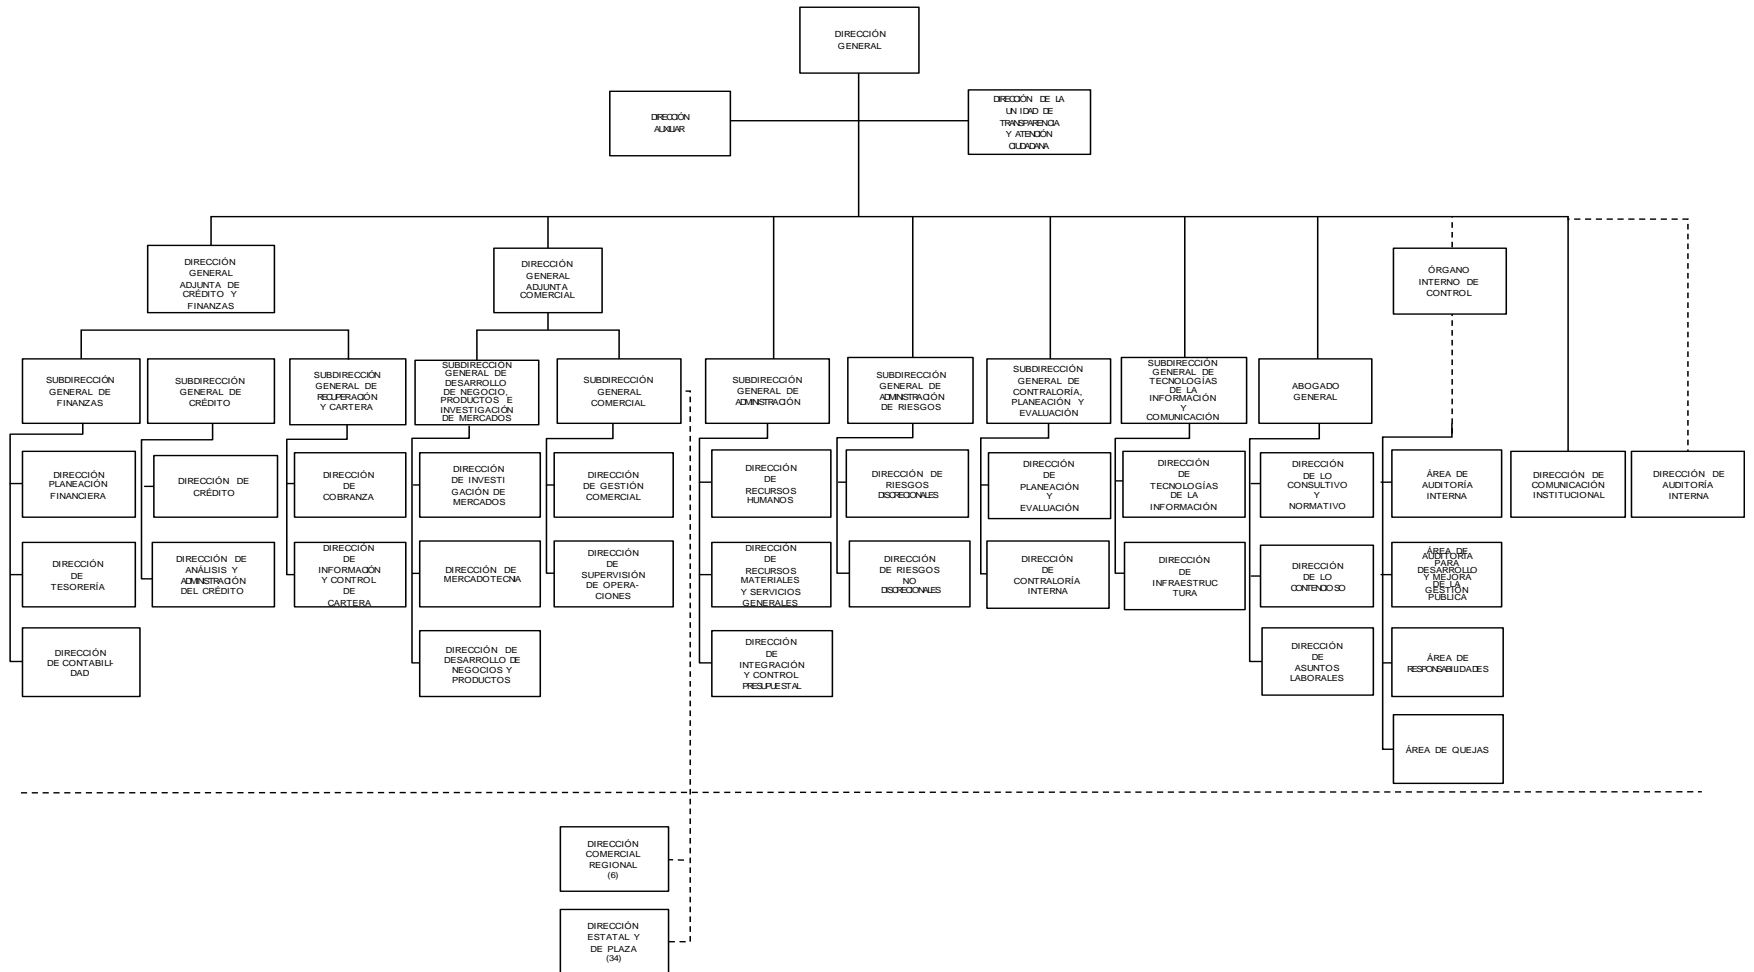 DIRECCIÓN
GENERAL
DIRECCIÓN
AUXILIAR
DIRECCIÓN DE LA
UNIDAD DE
TRANSPARENCIA
Y ATENCIÓN
CIUDADANA
DIRECCIÓN
GENERAL
ADJUNTA DE
CRÉDITO Y
FINANZAS
DIRECCIÓN
GENERAL
ADJUNTA
COMERCIAL
ÓRGANO
INTERNO DE
CONTROL
SUBDIRECCIÓN
GENERAL DE
FINANZAS
SUBDIRECCIÓN
GENERAL DE
CRÉDITO
SUBDIRECCIÓN
GENERAL DE
RECUPERACIÓN
Y CARTERA
SUBDIRECCIÓN
GENERAL DE
DESARROLLO
DE NEGOCIO,
PRODUCTOS E
INVESTIGACIÓN
DE MERCADOS
SUBDIRECCIÓN
GENERAL
COMERCIAL
SUBDIRECCIÓN
GENERAL DE
ADMINISTRACIÓN
SUBDIRECCIÓN
GENERAL DE
ADMINISTRACIÓN
DE RIESGOS
SUBDIRECCIÓN
GENERAL DE
CONTRALORÍA,
PLANEACIÓN Y
EVALUACIÓN
SUBDIRECCIÓN
GENERAL DE
TECNOLOGÍAS
DE LA
INFORMACIÓN
Y
COMUNICACIÓN
ABOGADO
GENERAL
DIRECCIÓN
PLANEACIÓN
FINANCIERA
DIRECCIÓN DE
CRÉDITO
DIRECCIÓN
DE
COBRANZA
DIRECCIÓN
DE INVESTI
GACIÓN DE
MERCADOS
DIRECCIÓN
DE GESTIÓN
COMERCIAL
DIRECCIÓN
DE
RECURSOS
HUMANOS
DIRECCIÓN DE
RIESGOS
DISCRECIONALES
DIRECCIÓN
DE
PLANEACIÓN
Y
EVALUACIÓN
DIRECCIÓN
DE
TECNOLOGÍAS
DE LA
INFORMACIÓN
DIRECCIÓN
DE LO
CONSULTIVO
Y
NORMATIVO
ÁREA DE
AUDITORÍA
INTERNA
DIRECCIÓN DE
COMUNICACIÓN
INSTITUCIONAL
DIRECCIÓN DE
AUDITORÍA
INTERNA
DIRECCIÓN
DE
TESORERÍA
DIRECCIÓN DE
ANÁLISIS Y
ADMINISTRACIÓN
DEL CRÉDITO
DIRECCIÓN
DE
INFORMACIÓN
Y CONTROL
DE
CARTERA
DIRECCIÓN DE
MERCADOTECNIA
DIRECCIÓN
DE
SUPERVISIÓN
DE OPERA-
CIONES
DIRECCIÓN
DE
RECURSOS
MATERIALES
Y SERVICIOS
GENERALES
DIRECCIÓN
DE RIESGOS
NO
DISCRECIONALES
DIRECCIÓN
DE
CONTRALORÍA
INTERNA
DIRECCIÓN
DE
INFRAESTRUC
TURA
DIRECCIÓN
DE LO
CONTENCIOSO
ÁREA DE
AUDITORÍA
PARA
DESARROLLO
Y MEJORA
DE LA
GESTIÓN
PÚBLICA
DIRECCIÓN
DE CONTABILI-
DAD
DIRECCIÓN DE
DESARROLLO DE
NEGOCIOS Y
PRODUCTOS
DIRECCIÓN
DE
INTEGRACIÓN
Y CONTROL
PRESUPUESTAL
DIRECCIÓN
DE
ASUNTOS
LABORALES
ÁREA DE
RESPONSABILIDADES
ÁREA DE QUEJAS
DIRECCIÓN
COMERCIAL
REGIONAL
(6)
DIRECCIÓN
ESTATAL Y
DE PLAZA
(34)